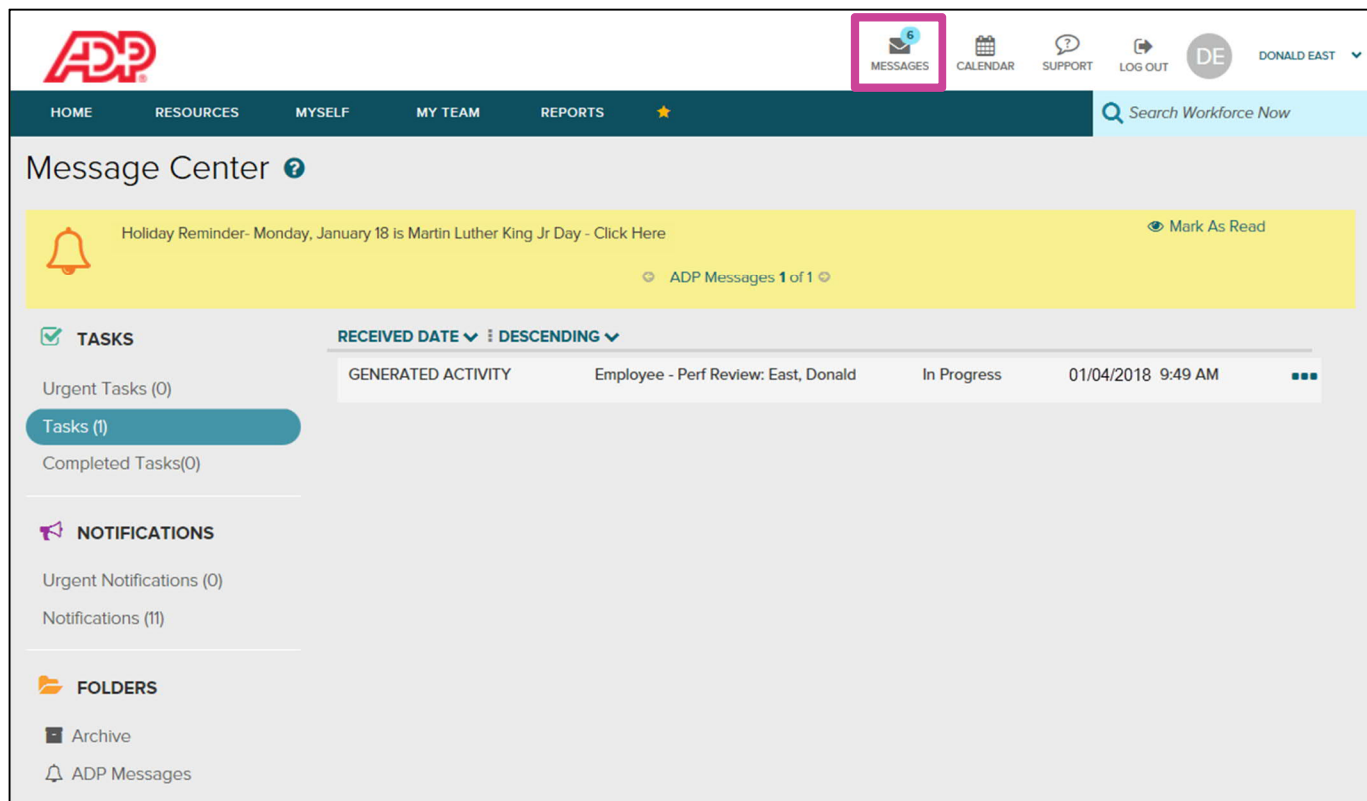 ADP
6
MESSAGES CALENDAR SUPPORT LOG OUT DE DONALD EAST
HOME RESOURCES MYSELF MY TEAM REPORTS Search Workforce Now
Message Center ?
Holiday Reminder- Monday, January 18 is Martin Luther King Jr Day - Click Here Mark As Read
ADP Messages 1 of 1
TASKS
RECEIVED DATE DESCENDING
GENERATED ACTIVITY Employee - Perf Review: East, Donald In Progress 01/04/2018 9:49 AM
Urgent Tasks (0)
Tasks (1)
Completed Tasks(0)
NOTIFICATIONS
Urgent Notifications (0)
Notifications (11)
FOLDERS
Archive
ADP Messages